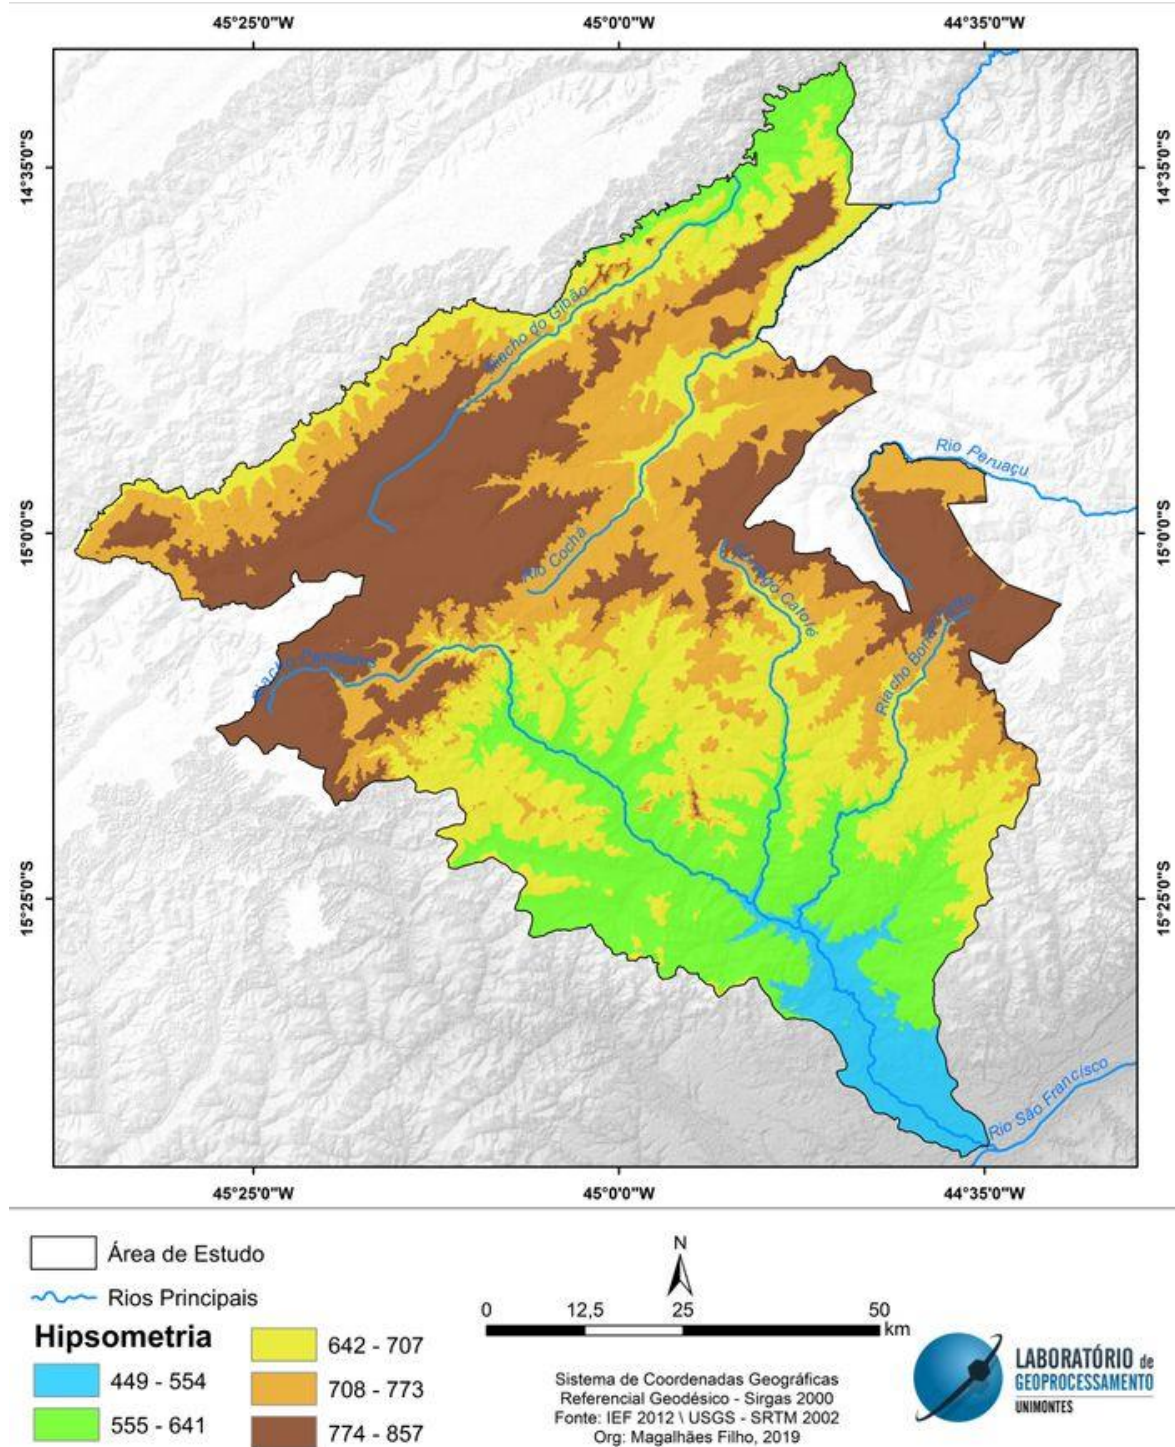 45°25'0"W 45°0'0"W 44°35'0"W
14°35'0"S 14°35'0"S
Riacho do Gibão
Rio Peruaçu
15°0'0"S 15°0'0"S
Rio Cochá
Catolé
Riacho
Riacho
15°25'0"S 15°25'0"S
Rio São Francisco
45°25'0"W 45°0'0"W 44°35'0"W
Área de Estudo
Rios Principais
Hipsometria
449 - 554
555 - 641
642 - 707
708 - 773
774 - 857
N
0 12,5 25 50
km
Sistema de Coordenadas Geográficas
Referencial Geodésico - Sirgas 2000
Fonte: IEF 2012 \ USGS - SRTM 2002
Org: Magalhães Filho, 2019
LABORATÓRIO de
GEOPROCESSAMENTO
UNIMONTES